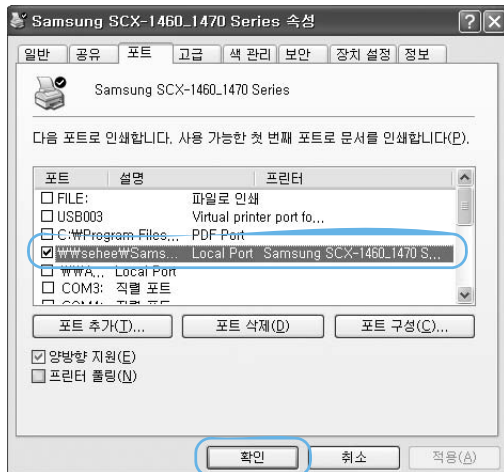 Samsung SCX-1460_1470 Series 속성
일반 공유 포트 고급 색 관리 보안 장치 설정 정보
Samsung SCX-1460_1470 Series
다음 포트로 인쇄합니다. 사용 가능한 첫 번째 포트로 문서를 인쇄합니다(P).
포트 설명 프린터
FILE: 파일로 인쇄
USB003 Virtual printer port fo...
C:₩Program Files... PDF Port
₩₩sehee₩Sams... Local Port Samsung SCX-1460_1470 S...
₩₩A... Local Port
COM3: 직렬 포트
포트 추가(T)... 포트 삭제(D) 포트 구성(C)...
양방향 지원(E)
프린터 풀링(N)
확인 취소 적용(A)